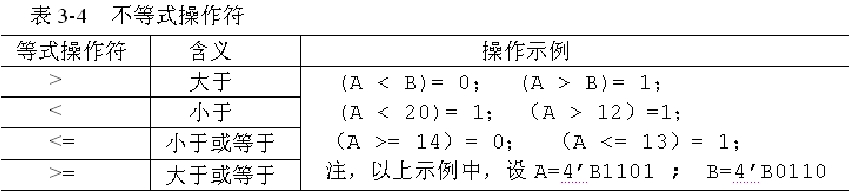 表 3-4 不等式操作符
等式操作符 含义 操作示例
> 大于 (A < B)= 0； (A > B)= 1；
< 小于 (A < 20)= 1； （A > 12）=1；
<= 小于或等于 （A >= 14）= 0； （A <= 13）= 1；
>= 大于或等于 注，以上示例中，设 A=4’B1101 ； B=4’B0110